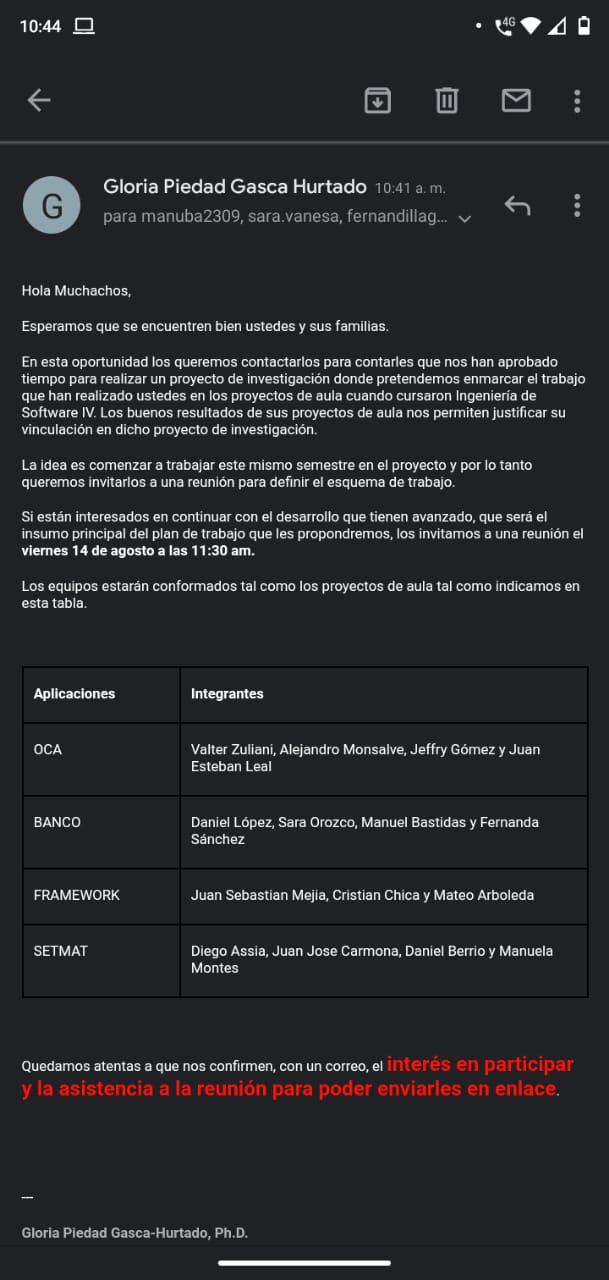 10:44
4G
Gloria Piedad Gasca Hurtado 10:41 a. m.
G
para manuba2309, sara.vanesa, fernandillag...
Hola Muchachos,
Esperamos que se encuentren bien ustedes y sus familias.
En esta oportunidad los queremos contactarlos para contarles que nos han aprobado
tiempo para realizar un proyecto de investigación donde pretendemos enmarcar el trabajo
que han realizado ustedes en los proyectos de aula cuando cursaron Ingeniería de
Software IV. Los buenos resultados de sus proyectos de aula nos permiten justificar su
vinculación en dicho proyecto de investigación.
La idea es comenzar a trabajar este mismo semestre en el proyecto y por lo tanto
queremos invitarlos a una reunión para definir el esquema de trabajo.
Si están interesados en continuar con el desarrollo que tienen avanzado, que será el
insumo principal del plan de trabajo que les propondremos, los invitamos a una reunión el
viernes 14 de agosto a las 11:30 am.
Los equipos estarán conformados tal como los proyectos de aula tal como indicamos en
esta tabla.
Aplicaciones Integrantes
OCA Valter Zuliani, Alejandro Monsalve, Jeffry Gómez y Juan
Esteban Leal
BANCO Daniel López, Sara Orozco, Manuel Bastidas y Fernanda
Sánchez
FRAMEWORK Juan Sebastian Mejia, Cristian Chica y Mateo Arboleda
SETMAT Diego Assia, Juan Jose Carmona, Daniel Berrio y Manuela
Montes
Quedamos atentas a que nos confirmen, con un correo, el interés en participar
y la asistencia a la reunión para poder enviarles en enlace.
---
Gloria Piedad Gasca-Hurtado, Ph.D.